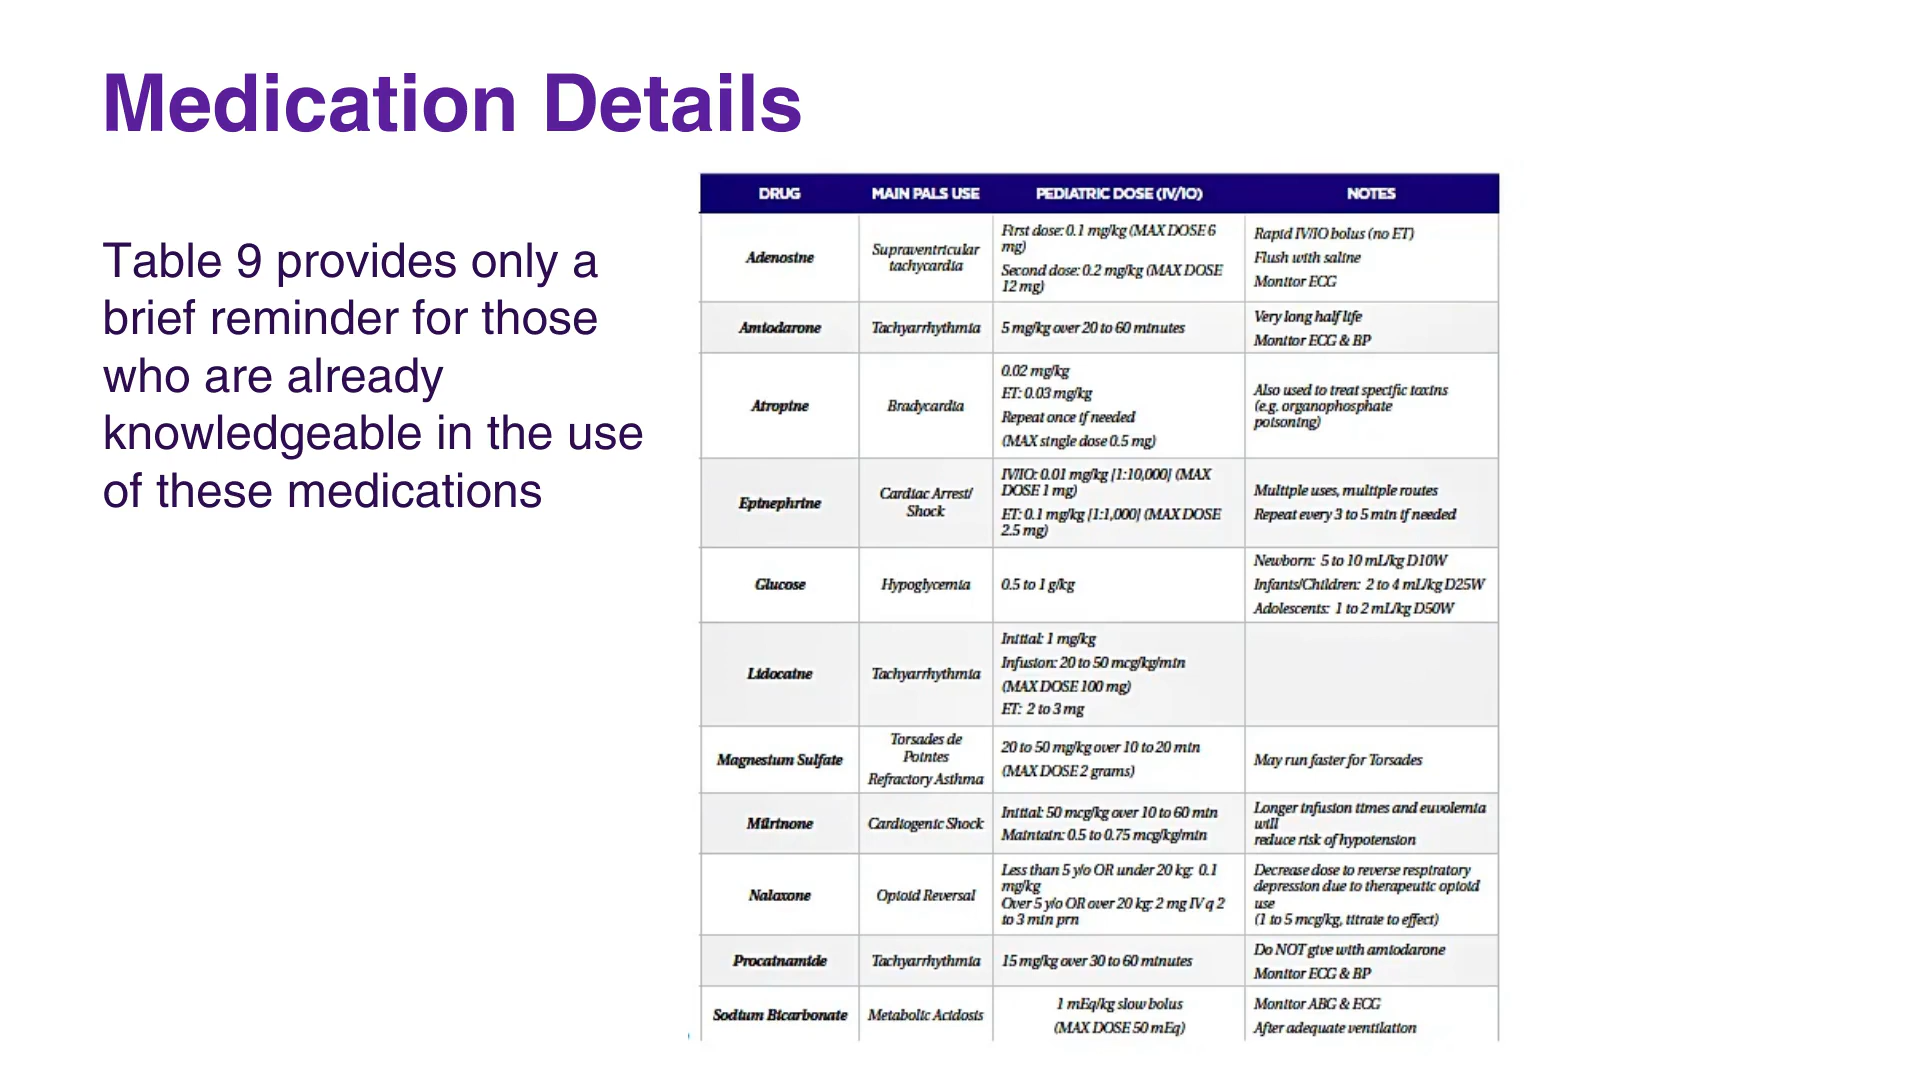 Medication Details
Table 9 provides only a
brief reminder for those
who are already
knowledgeable in the use
of these medications
DRUG MAIN PALS USE PEDIATRIC DOSE (IV/IO) NOTES
Adenosine
Supraventricular
tachycardia
First dose: 0.1 mg/kg (MAX DOSE 6
mg)
Second dose: 0.2 mg/kg (MAX DOSE
12 mg)
Rapid IV/IO bolus (no ET)
Flush with saline
Monitor ECG
Amiodarone
Tachyarrhythmia
5 mg/kg over 20 to 60 minutes
Very long half life
Monitor ECG & BP
Atropine
Bradycardia
0.02 mg/kg
ET: 0.03 mg/kg
Repeat once if needed
(MAX single dose 0.5 mg)
Also used to treat specific toxins
(e.g. organophosphate
poisoning)
Epinephrine
Cardiac Arrest/
Shock
IV/IO: 0.01 mg/kg [1:10,000] (MAX
DOSE 1 mg)
ET: 0.1 mg/kg [1:1,000] (MAX DOSE
2.5 mg)
Multiple uses, multiple routes
Repeat every 3 to 5 min if needed
Glucose
Hypoglycemia
0.5 to 1 g/kg
Newborn: 5 to 10 mL/kg D10W
Infants/Children: 2 to 4 mL/kg D25W
Adolescents: 1 to 2 mL/kg D50W
Lidocaine
Tachyarrhythmia
Initial: 1 mg/kg
Infusion: 20 to 50 mcg/kg/min
(MAX DOSE 100 mg)
ET: 2 to 3 mg
Magnesium Sulfate
Torsades de
Pointes
Refractory Asthma
20 to 50 mg/kg over 10 to 20 min
(MAX DOSE 2 grams)
May run faster for Torsades
Milrinone
Cardiogenic Shock
Initial: 50 mcg/kg over 10 to 60 min
Maintain: 0.5 to 0.75 mcg/kg/min
Longer infusion times and euvolemia
will
reduce risk of hypotension
Nalaxone
Opioid Reversal
Less than 5 y/o OR under 20 kg: 0.1
mg/kg
Over 5 y/o OR over 20 kg: 2 mg IV q 2
to 3 min prn
Decrease dose to reverse respiratory
depression due to therapeutic opioid
use
(1 to 5 mcg/kg, titrate to effect)
Procainamide
Tachyarrhythmia
15 mg/kg over 30 to 60 minutes
Do NOT give with amiodarone
Monitor ECG & BP
Sodium Bicarbonate
Metabolic Acidosis
1 mEq/kg slow bolus
(MAX DOSE 50 mEq)
Monitor ABG & ECG
After adequate ventilation